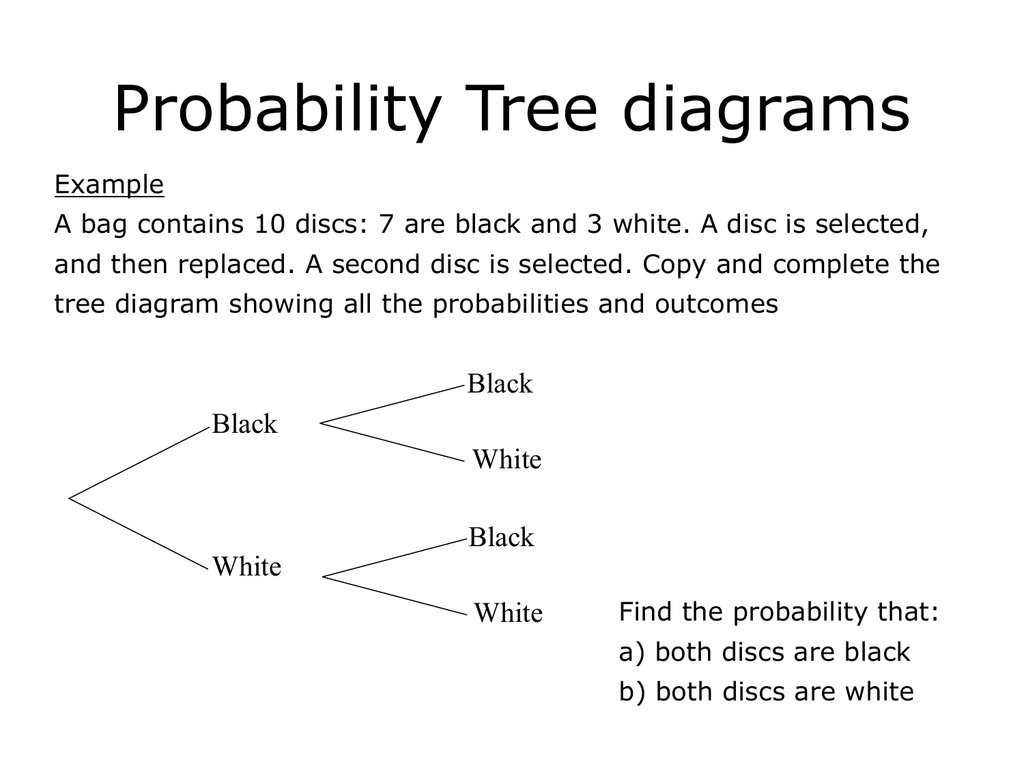 Probability Tree diagrams
Example
A bag contains 10 discs: 7 are black and 3 white. A disc is selected,
and then replaced. A second disc is selected. Copy and complete the
tree diagram showing all the probabilities and outcomes
Black
Black
White
Black
White
White
Find the probability that:
a) both discs are black
b) both discs are white